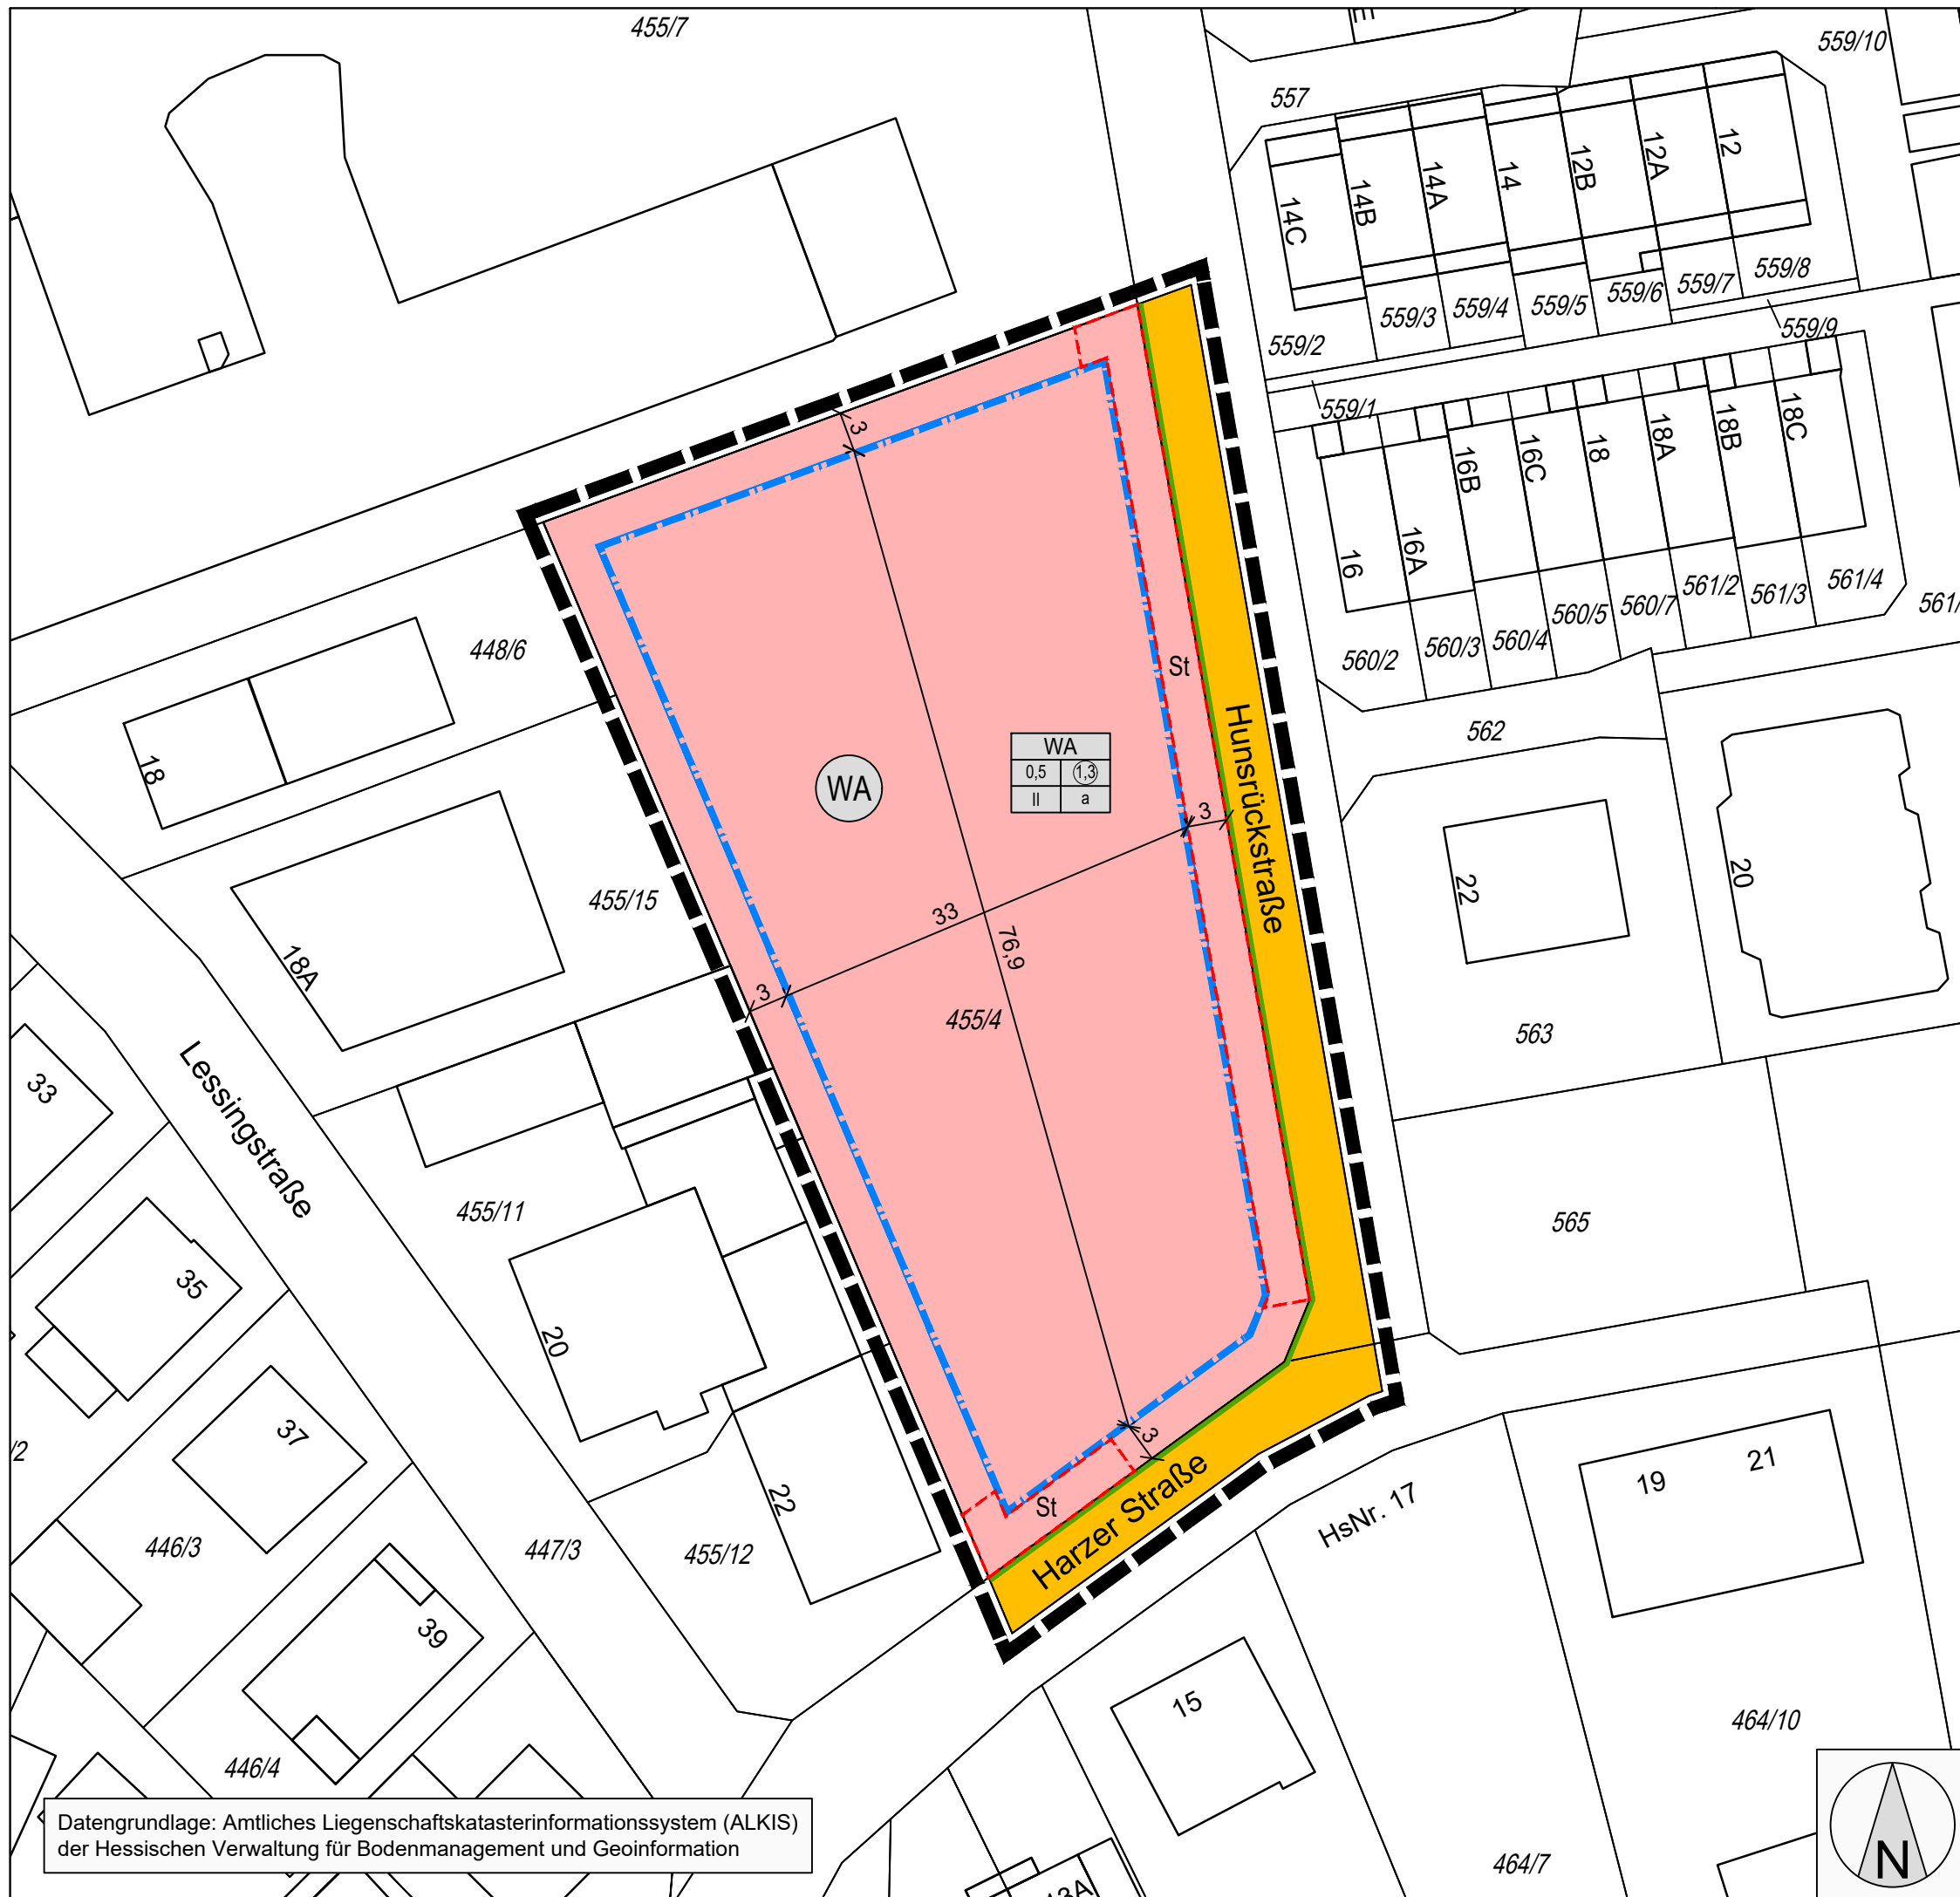 455/7
559/10
557
14C
14B
14A
14
12B
12A
12
559/2
559/3
559/4
559/5
559/6
559/7
559/8
559/9
559/1
16
16A
16B
16C
18
18A
18B
18C
560/2
560/3
560/4
560/5
560/7
561/2
561/3
561/4
561/
562
3
448/6
18
St
WA
WA
0,5 1,3
II a
Hunsrückstraße
3
22
20
455/15
18A
33
76,9
3
455/4
563
33
Lessingstraße
455/11
565
35
20
37
/2
22
3
St
Harzer Straße
HsNr. 17
19
21
446/3
447/3
455/12
39
15
464/10
446/4
Datengrundlage: Amtliches Liegenschaftskatasterinformationssystem (ALKIS)
der Hessischen Verwaltung für Bodenmanagement und Geoinformation
464/7
13A
N